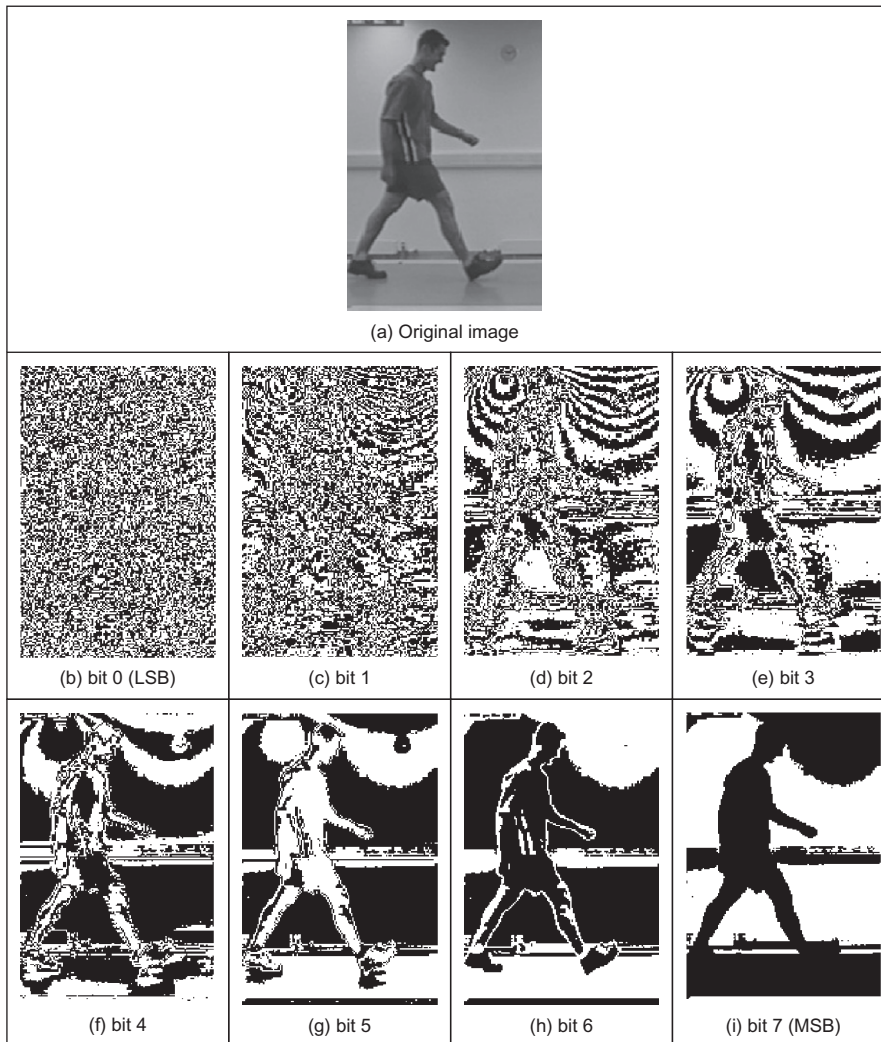 (a) Original image
(b) bit 0 (LSB)
(c) bit 1
(d) bit 2
(e) bit 3
(f) bit 4
(g) bit 5
(h) bit 6
(i) bit 7 (MSB)